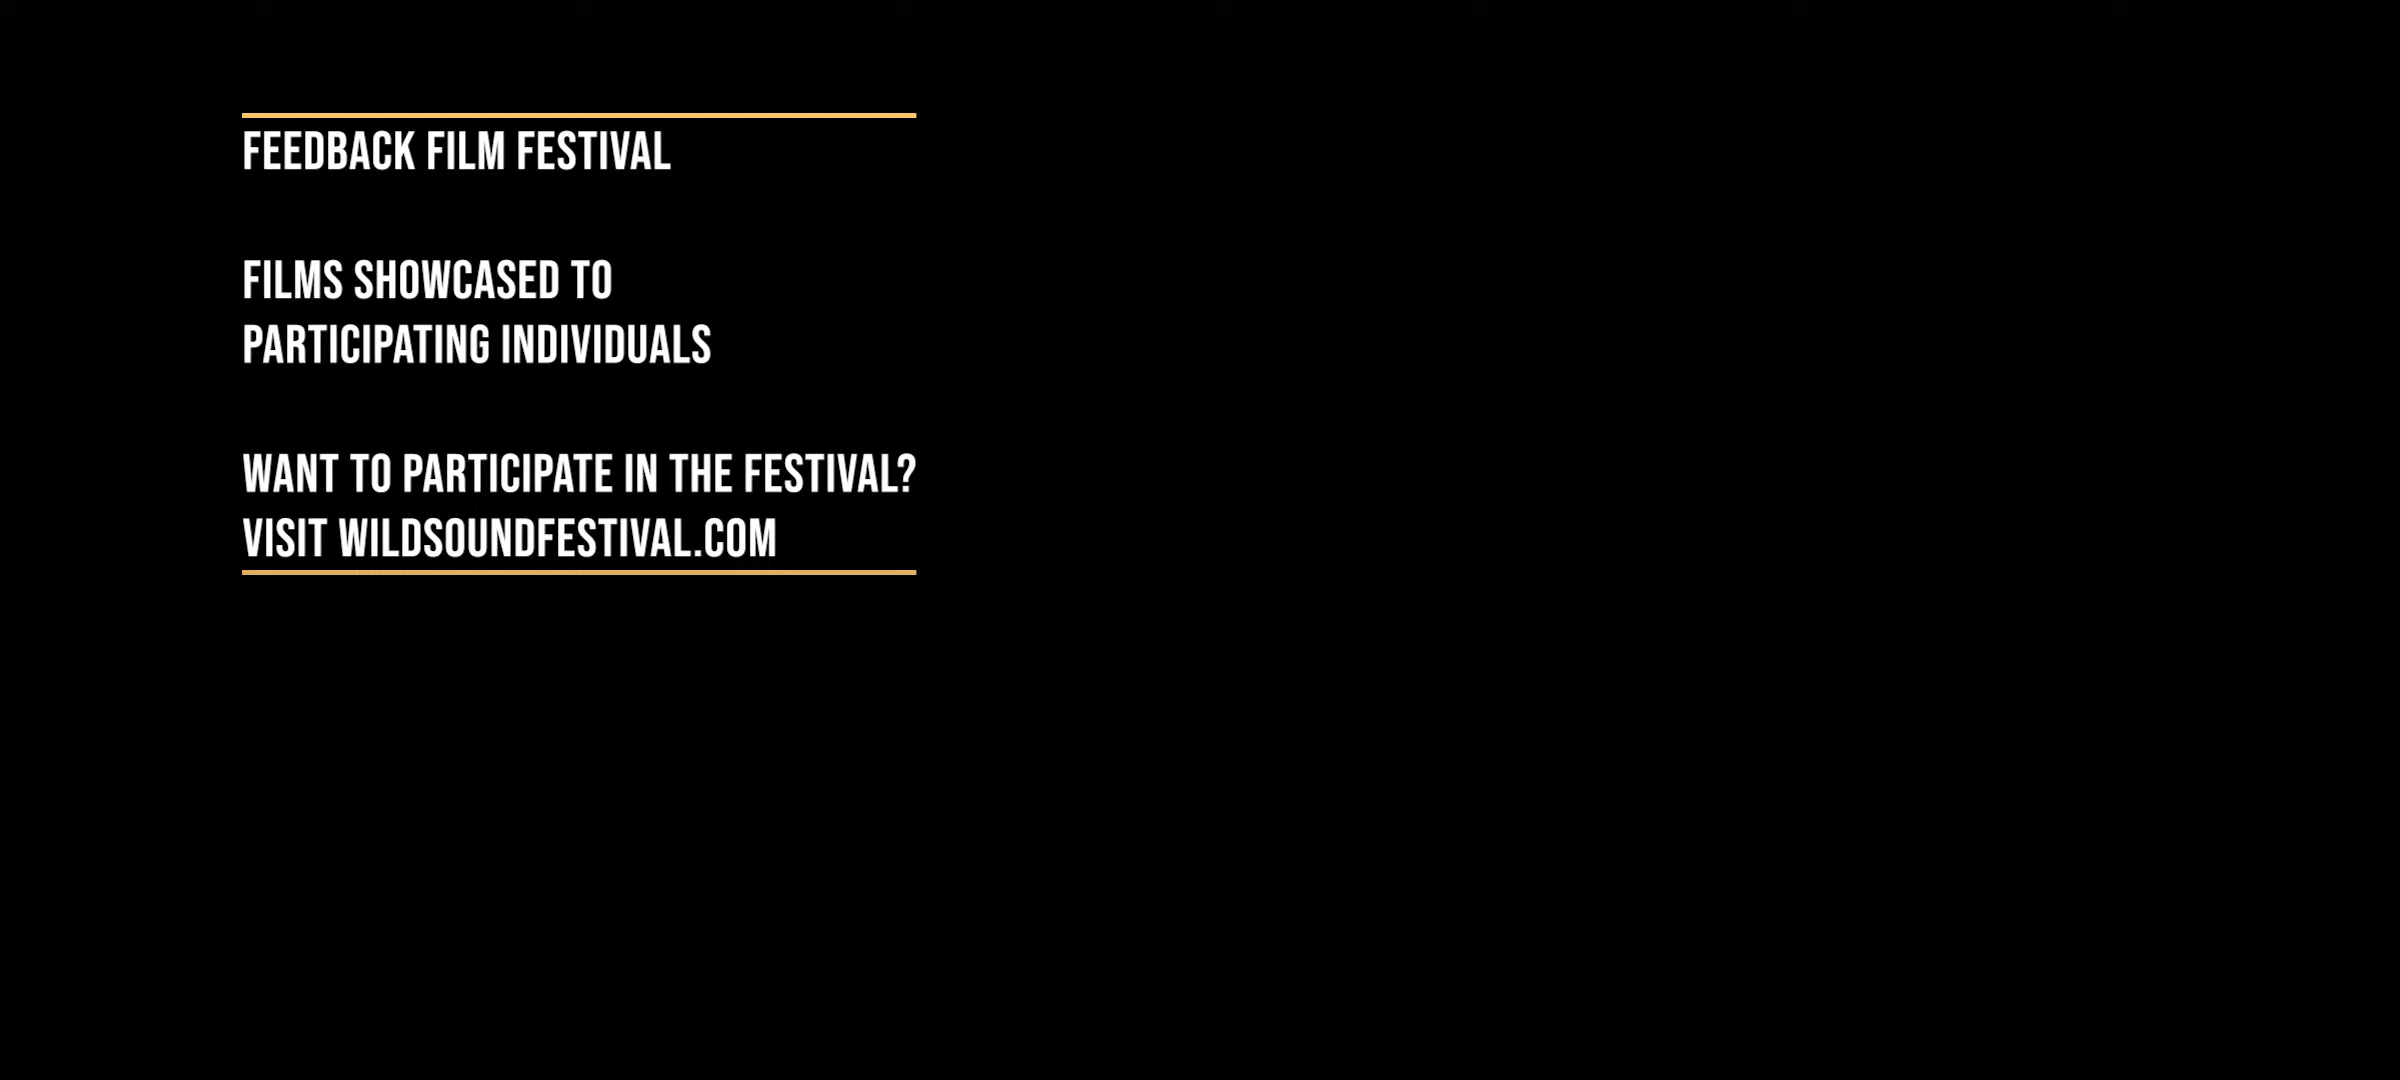 FEEDBACK FILM FESTIVAL
FILMS SHOWCASED TO
PARTICIPATING INDIVIDUALS
WANT TO PARTICIPATE IN THE FESTIVAL?
VISIT WILDSOUNDFESTIVAL.COM